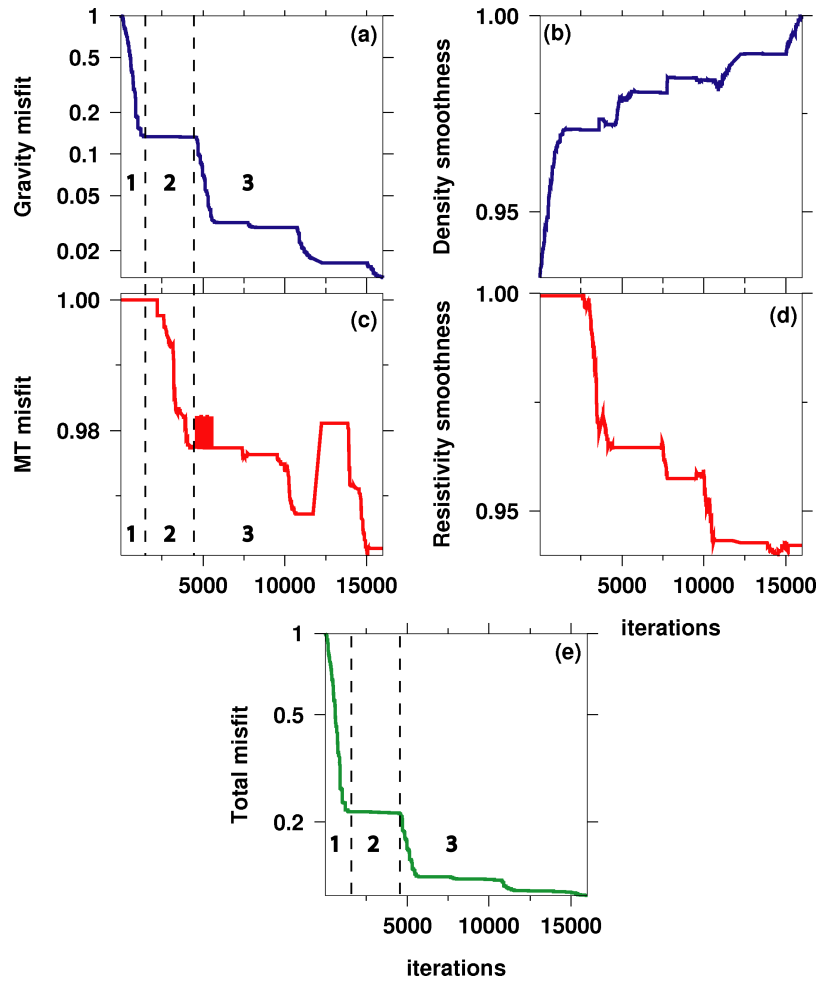 Gravity misfit
1
0.5
0.2
0.1
0.05
0.02
(a)
1 2 3
Density smoothness
1.00
0.95
(b)
MT misfit
1.00
0.98
(c)
1 2 3
5000 10000 15000
Resistivity smoothness
1.00
0.95
(d)
5000 10000 15000
iterations
Total misfit
1
0.5
0.2
(e)
1 2 3
5000 10000 15000
iterations